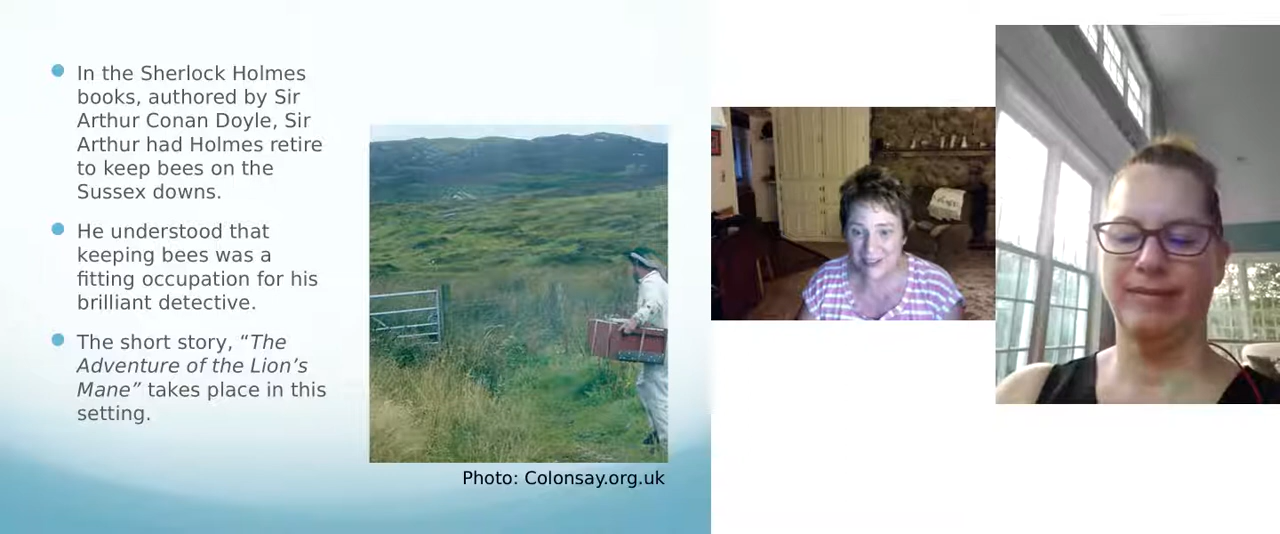 In the Sherlock Holmes
books, authored by Sir
Arthur Conan Doyle, Sir
Arthur had Holmes retire
to keep bees on the
Sussex downs.
He understood that
keeping bees was a
fitting occupation for his
brilliant detective.
The short story, “The
Adventure of the Lion’s
Mane” takes place in this
setting.
Photo: Colonsay.org.uk